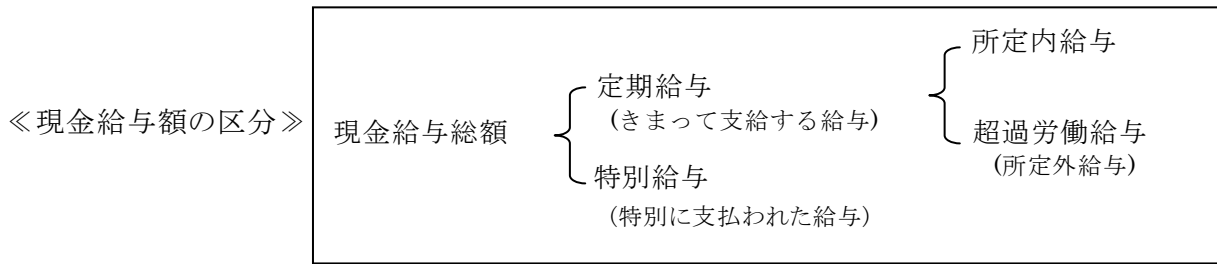 ≪現金給与額の区分≫
現金給与総額
定期給与
(きまって支給する給与)
特別給与
（特別に支払われた給与）
所定内給与
超過労働給与
(所定外給与)